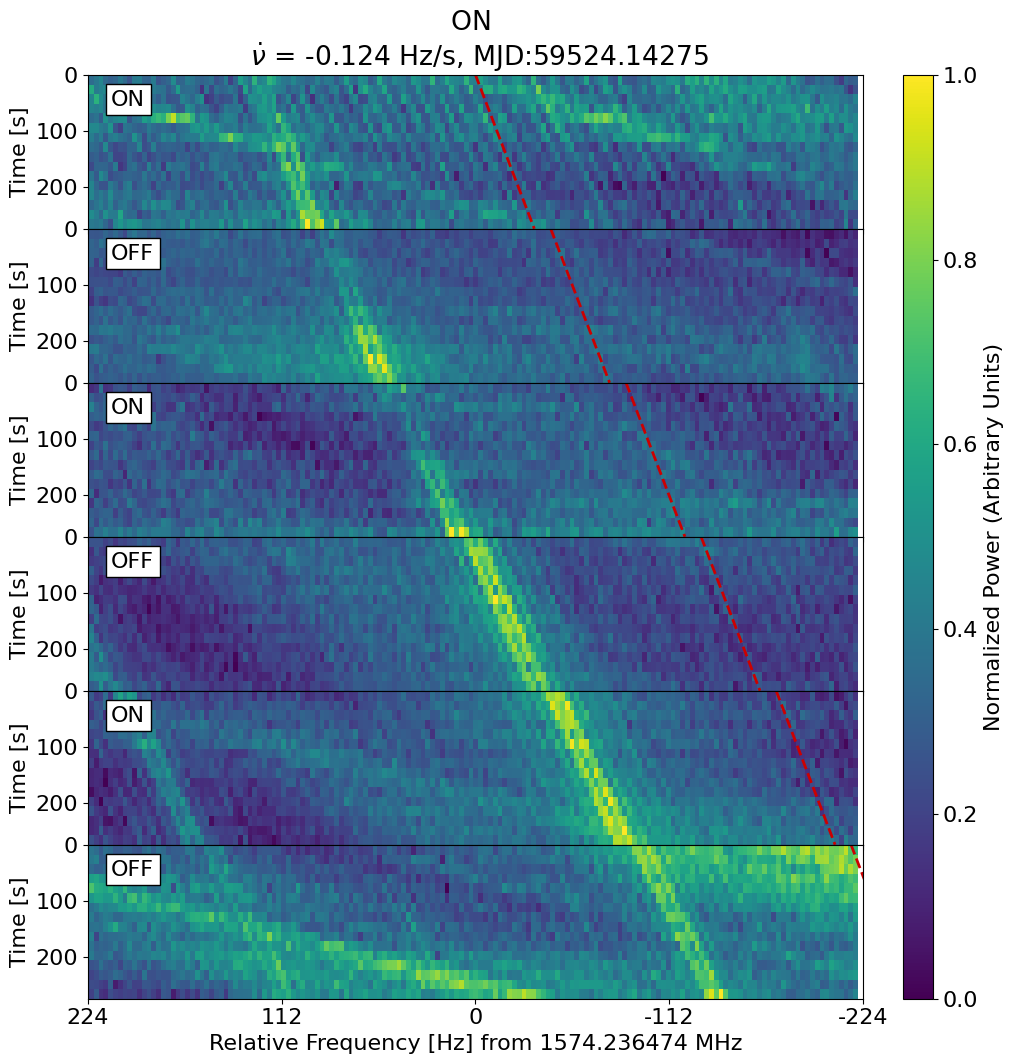 ON
ν̇ = -0.124 Hz/s, MJD:59524.14275
0
ON
100
200
Time [s]
0
OFF
100
200
Time [s]
0
ON
100
200
Time [s]
0
OFF
100
200
Time [s]
0
ON
100
200
Time [s]
0
OFF
100
200
Time [s]
224 112 0 -112 -224
Relative Frequency [Hz] from 1574.236474 MHz
1.0
0.8
0.6
0.4
0.2
0.0
Normalized Power (Arbitrary Units)